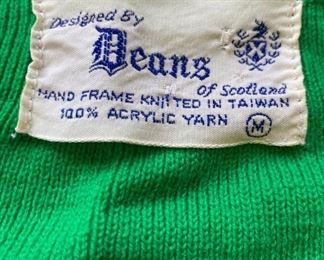 Designed By
Deans
of Scotland
HAND FRAME KNITTED IN TAIWAN
100% ACRYLIC YARN M